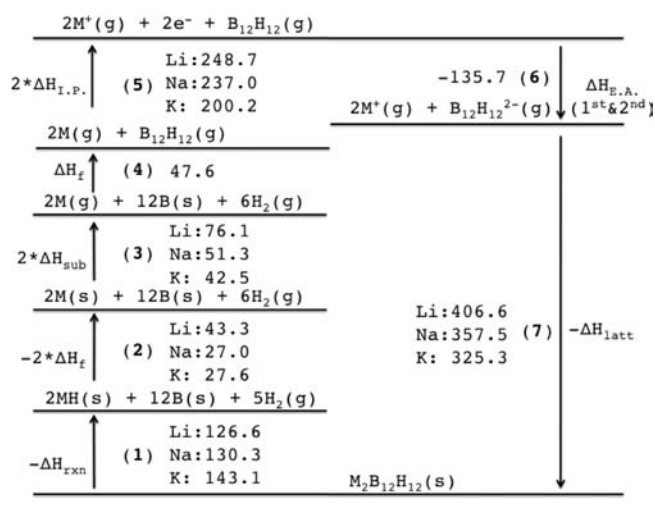 2M⁺(g) + 2e⁻ + B₁₂H₁₂(g)
2*ΔH_I.P.
(5)
Li:248.7
Na:237.0
K: 200.2
-135.7 (6)
ΔH_E.A.
(1ˢᵗ&2ⁿᵈ)
2M⁺(g) + B₁₂H₁₂²⁻(g)
2M(g) + B₁₂H₁₂(g)
ΔH_f
(4) 47.6
2M(g) + 12B(s) + 6H₂(g)
2*ΔH_sub
(3)
Li:76.1
Na:51.3
K: 42.5
2M(s) + 12B(s) + 6H₂(g)
-2*ΔH_f
(2)
Li:43.3
Na:27.0
K: 27.6
Li:406.6
Na:357.5 (7)
K: 325.3
-ΔH_latt
2MH(s) + 12B(s) + 5H₂(g)
-ΔH_rxn
(1)
Li:126.6
Na:130.3
K: 143.1
M₂B₁₂H₁₂(s)